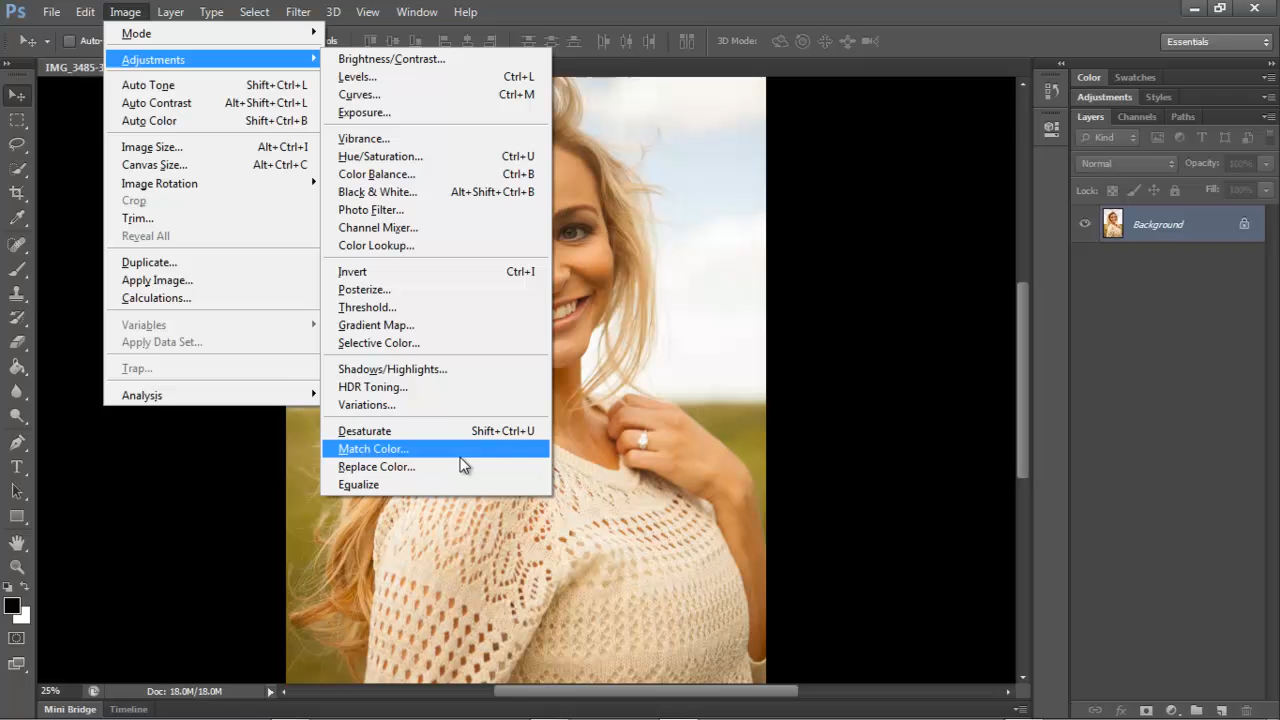 Ps File Edit Image Layer Type Select Filter 3D View Window Help
Auto-
3D Mode:
Essentials
IMG_3485-3
Mode
Adjustments
Auto Tone Shift+Ctrl+L
Auto Contrast Alt+Shift+Ctrl+L
Auto Color Shift+Ctrl+B
Image Size... Alt+Ctrl+I
Canvas Size... Alt+Ctrl+C
Image Rotation
Crop
Trim...
Reveal All
Duplicate...
Apply Image...
Calculations...
Variables
Apply Data Set...
Trap...
Analysis
Brightness/Contrast...
Levels... Ctrl+L
Curves... Ctrl+M
Exposure...
Vibrance...
Hue/Saturation... Ctrl+U
Color Balance... Ctrl+B
Black & White... Alt+Shift+Ctrl+B
Photo Filter...
Channel Mixer...
Color Lookup...
Invert Ctrl+I
Posterize...
Threshold...
Gradient Map...
Selective Color...
Shadows/Highlights...
HDR Toning...
Variations...
Desaturate Shift+Ctrl+U
Match Color...
Replace Color...
Equalize
Color Swatches
Adjustments Styles
Layers Channels Paths
Kind
Normal Opacity: 100%
Lock: Fill: 100%
Background
25% Doc: 18.0M/18.0M
Mini Bridge Timeline